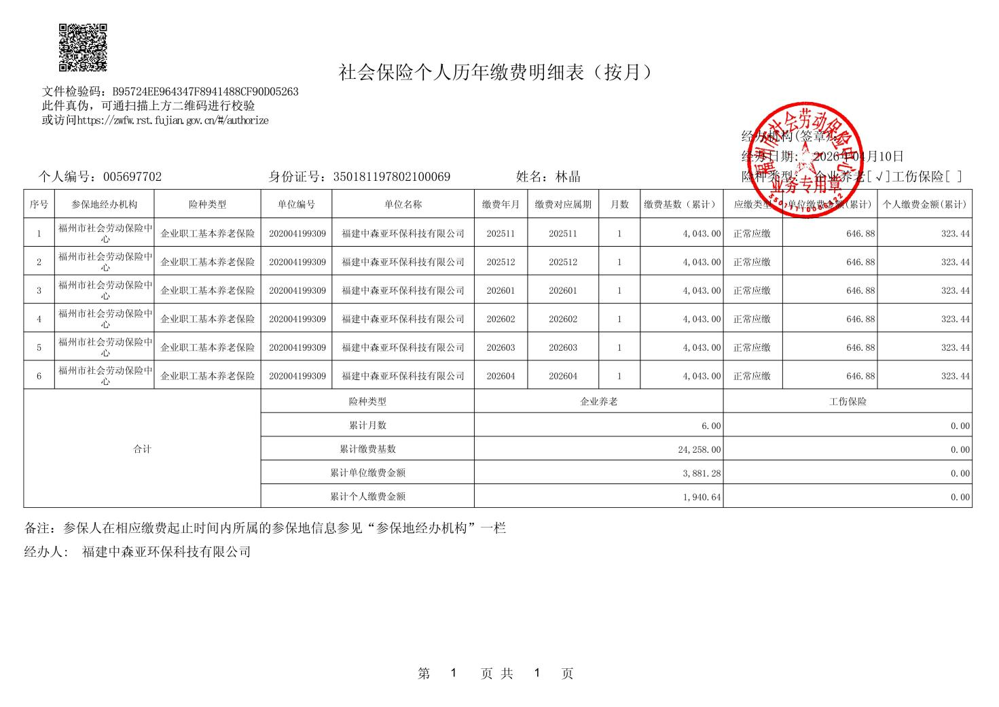 社会保险个人历年缴费明细表（按月）
文件检验码：B95724EE964347F8941488CF90D05263
此件真伪，可通扫描上方二维码进行校验
或访问https://zwfw.rst.fujian.gov.cn/#/authorize
经办机构(签章):
经办日期: 2026年04月10日
个人编号：005697702 身份证号：350181197802100069 姓名：林晶 险种类型: 企业养老[√]工伤保险[ ]
福州市社会劳动保险中心
业务专用章
序号 参保地经办机构 险种类型 单位编号 单位名称 缴费年月 缴费对应属期 月数 缴费基数（累计） 应缴类型 单位缴费金额(累计) 个人缴费金额(累计)
1 福州市社会劳动保险中心 企业职工基本养老保险 202004199309 福建中森亚环保科技有限公司 202511 202511 1 4,043.00 正常应缴 646.88 323.44
2 福州市社会劳动保险中心 企业职工基本养老保险 202004199309 福建中森亚环保科技有限公司 202512 202512 1 4,043.00 正常应缴 646.88 323.44
3 福州市社会劳动保险中心 企业职工基本养老保险 202004199309 福建中森亚环保科技有限公司 202601 202601 1 4,043.00 正常应缴 646.88 323.44
4 福州市社会劳动保险中心 企业职工基本养老保险 202004199309 福建中森亚环保科技有限公司 202602 202602 1 4,043.00 正常应缴 646.88 323.44
5 福州市社会劳动保险中心 企业职工基本养老保险 202004199309 福建中森亚环保科技有限公司 202603 202603 1 4,043.00 正常应缴 646.88 323.44
6 福州市社会劳动保险中心 企业职工基本养老保险 202004199309 福建中森亚环保科技有限公司 202604 202604 1 4,043.00 正常应缴 646.88 323.44
合计 险种类型 企业养老 工伤保险
累计月数 6.00 0.00
累计缴费基数 24,258.00 0.00
累计单位缴费金额 3,881.28 0.00
累计个人缴费金额 1,940.64 0.00
备注：参保人在相应缴费起止时间内所属的参保地信息参见“参保地经办机构”一栏
经办人： 福建中森亚环保科技有限公司
第 1 页 共 1 页